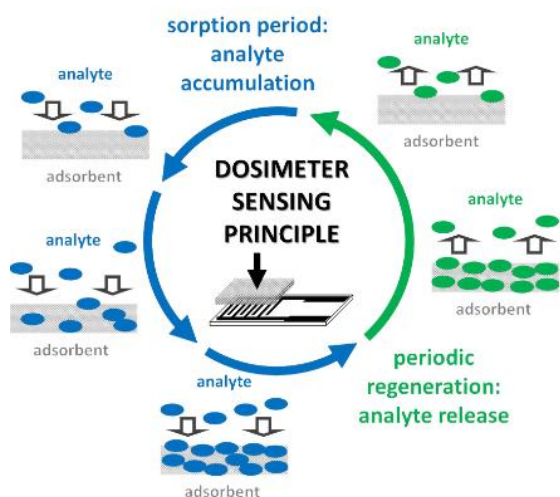 sorption period:
analyte
accumulation
analyte
adsorbent
analyte
adsorbent
DOSIMETER
SENSING
PRINCIPLE
analyte
adsorbent
analyte
adsorbent
analyte
adsorbent
periodic
regeneration:
analyte release